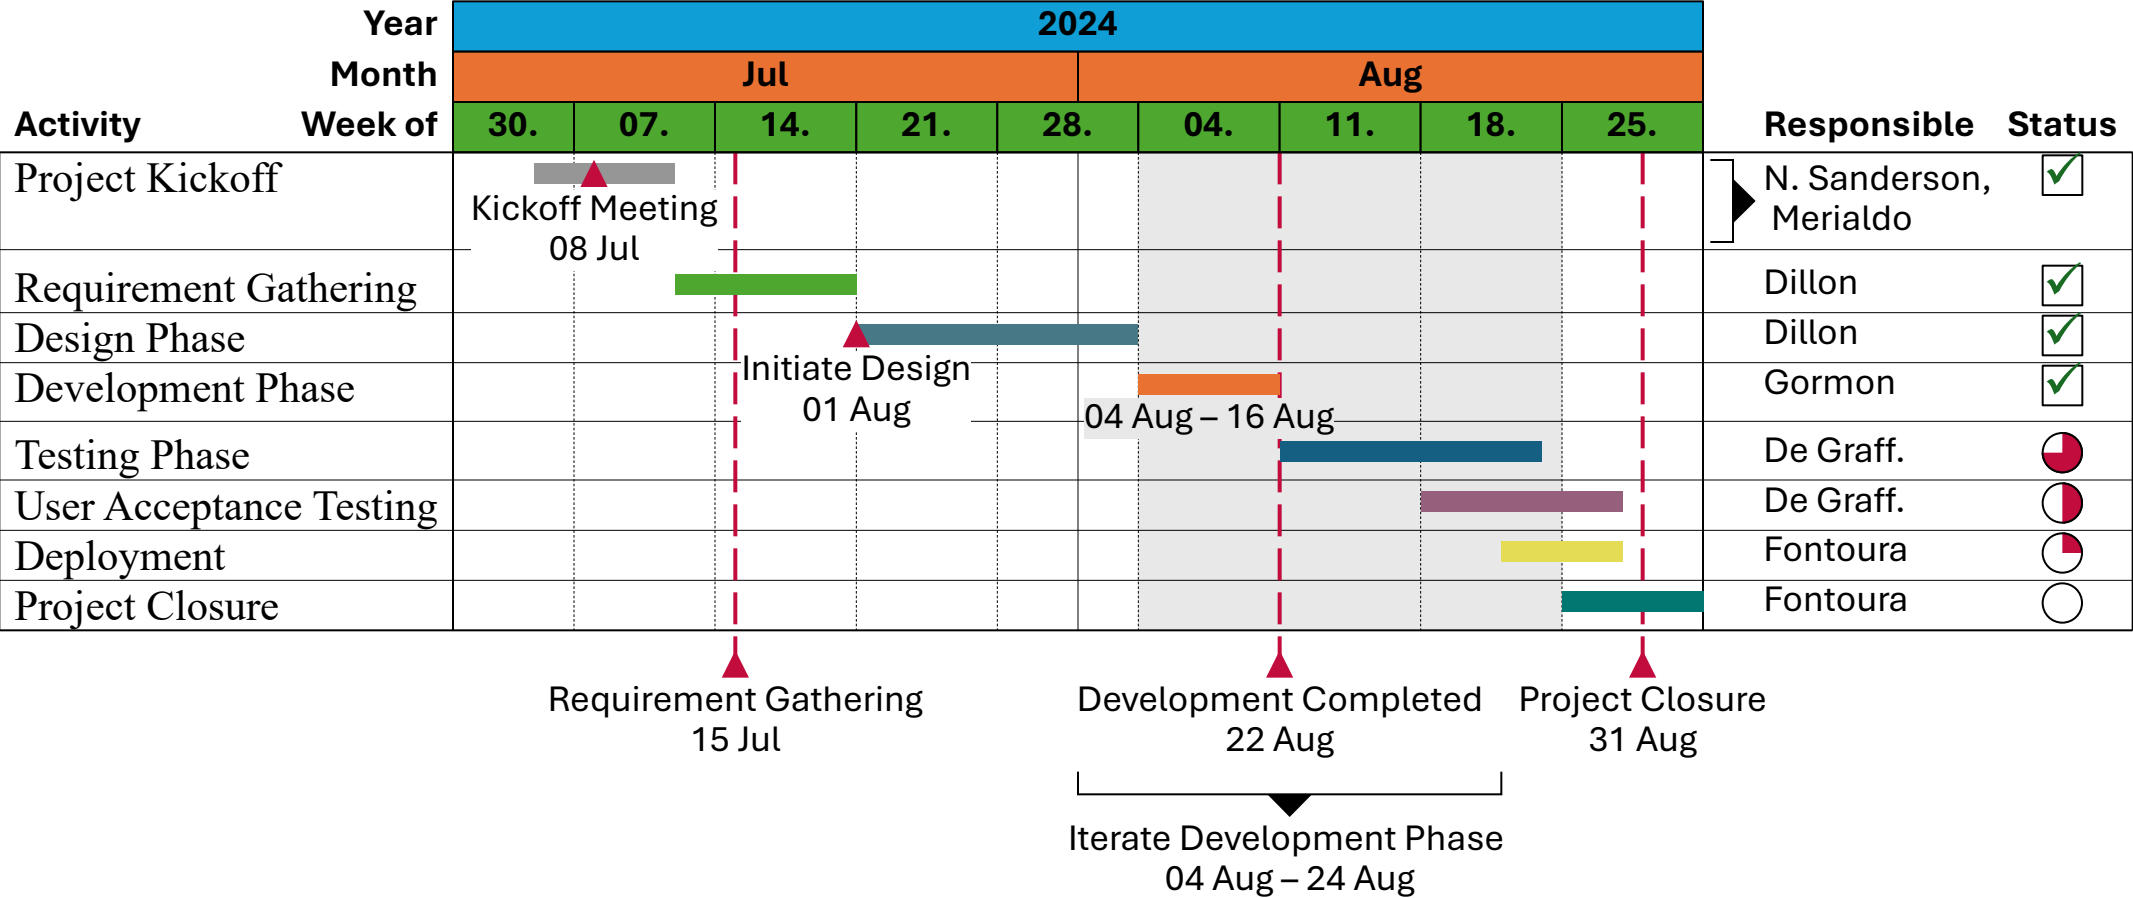 Year 2024
Month Jul Aug
Activity Week of 30. 07. 14. 21. 28. 04. 11. 18. 25. Responsible Status
Project Kickoff N. Sanderson,
Kickoff Meeting Merialdo
08 Jul
Requirement Gathering Dillon
Design Phase Dillon
Initiate Design
Development Phase Gormon
01 Aug 04 Aug – 16 Aug
Testing Phase De Graff.
User Acceptance Testing De Graff.
Deployment Fontoura
Project Closure Fontoura
Requirement Gathering Development Completed Project Closure
15 Jul 22 Aug 31 Aug
Iterate Development Phase
04 Aug – 24 Aug